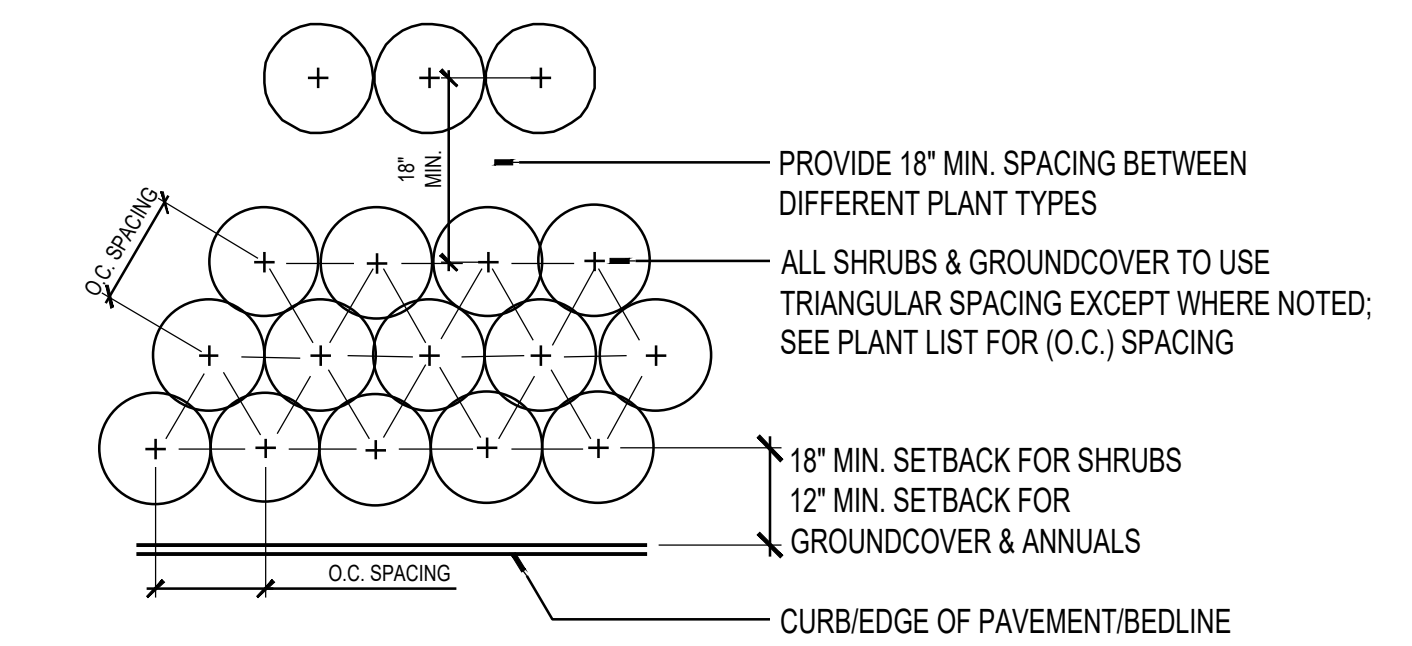 18"
MIN.
PROVIDE 18" MIN. SPACING BETWEEN
DIFFERENT PLANT TYPES
O.C. SPACING
ALL SHRUBS & GROUNDCOVER TO USE
TRIANGULAR SPACING EXCEPT WHERE NOTED;
SEE PLANT LIST FOR (O.C.) SPACING
18" MIN. SETBACK FOR SHRUBS
12" MIN. SETBACK FOR
GROUNDCOVER & ANNUALS
O.C. SPACING
CURB/EDGE OF PAVEMENT/BEDLINE